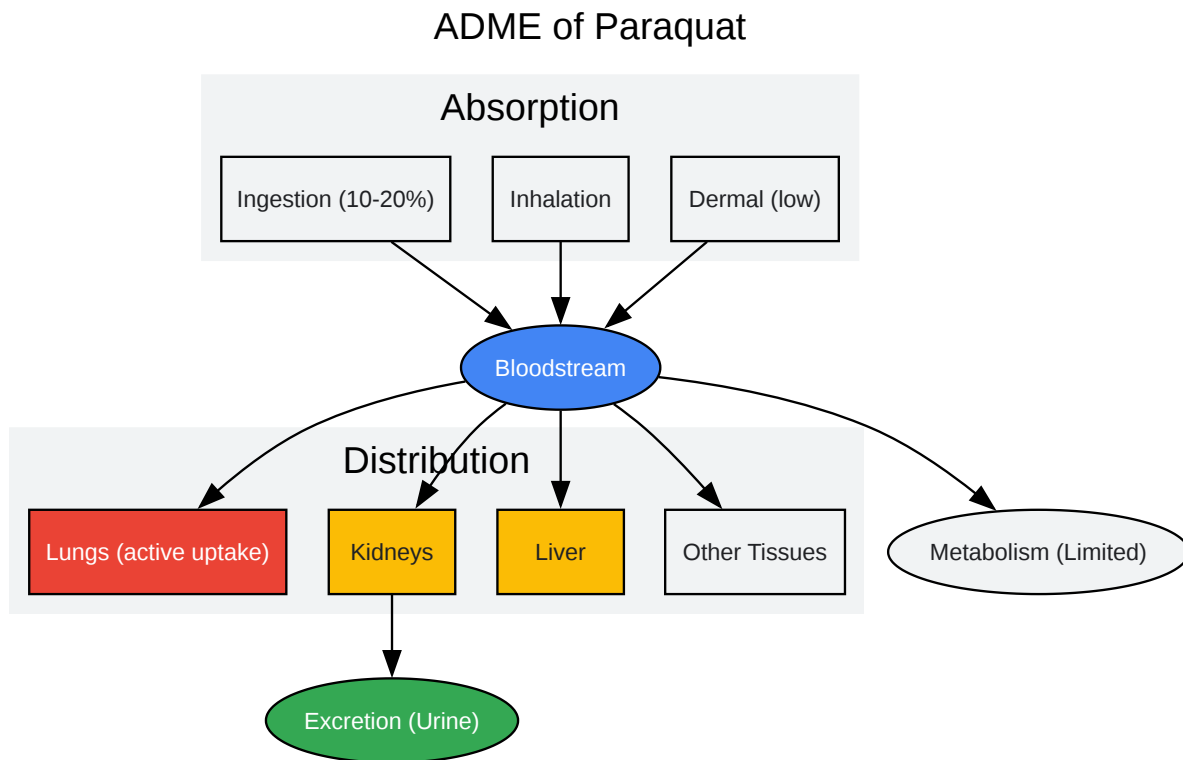 ADME of Paraquat
Absorption
Ingestion (10-20%)
Inhalation
Dermal (low)
Bloodstream
Distribution
Lungs (active uptake)
Kidneys
Liver
Other Tissues
Metabolism (Limited)
Excretion (Urine)